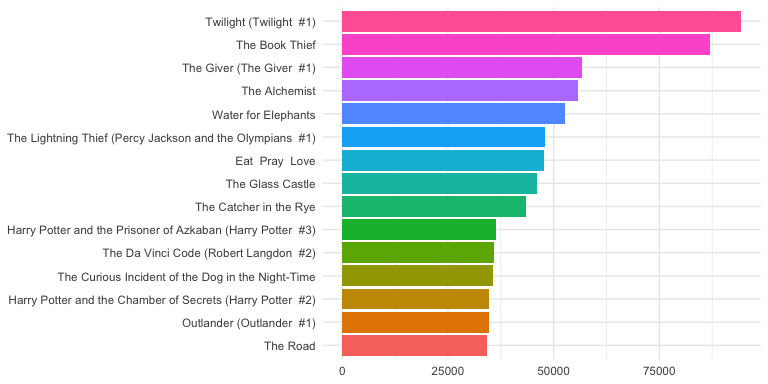 Twilight (Twilight  #1)
The Book Thief
The Giver (The Giver  #1)
The Alchemist
Water for Elephants
The Lightning Thief (Percy Jackson and the Olympians  #1)
Eat  Pray  Love
The Glass Castle
The Catcher in the Rye
Harry Potter and the Prisoner of Azkaban (Harry Potter  #3)
The Da Vinci Code (Robert Langdon  #2)
The Curious Incident of the Dog in the Night-Time
Harry Potter and the Chamber of Secrets (Harry Potter  #2)
Outlander (Outlander  #1)
The Road
0 25000 50000 75000